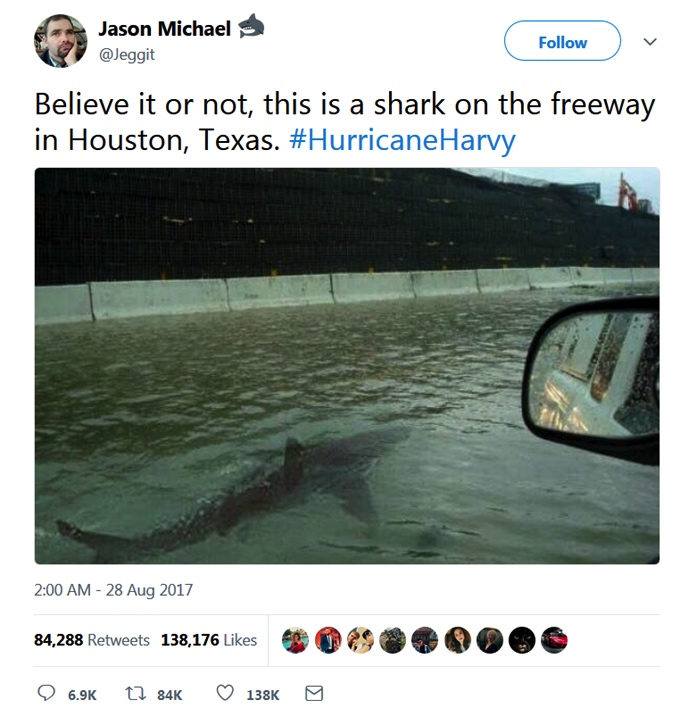 Jason Michael
@Jeggit
Follow
Believe it or not, this is a shark on the freeway
in Houston, Texas. #HurricaneHarvy
2:00 AM - 28 Aug 2017
84,288 Retweets 138,176 Likes
6.9K 84K 138K